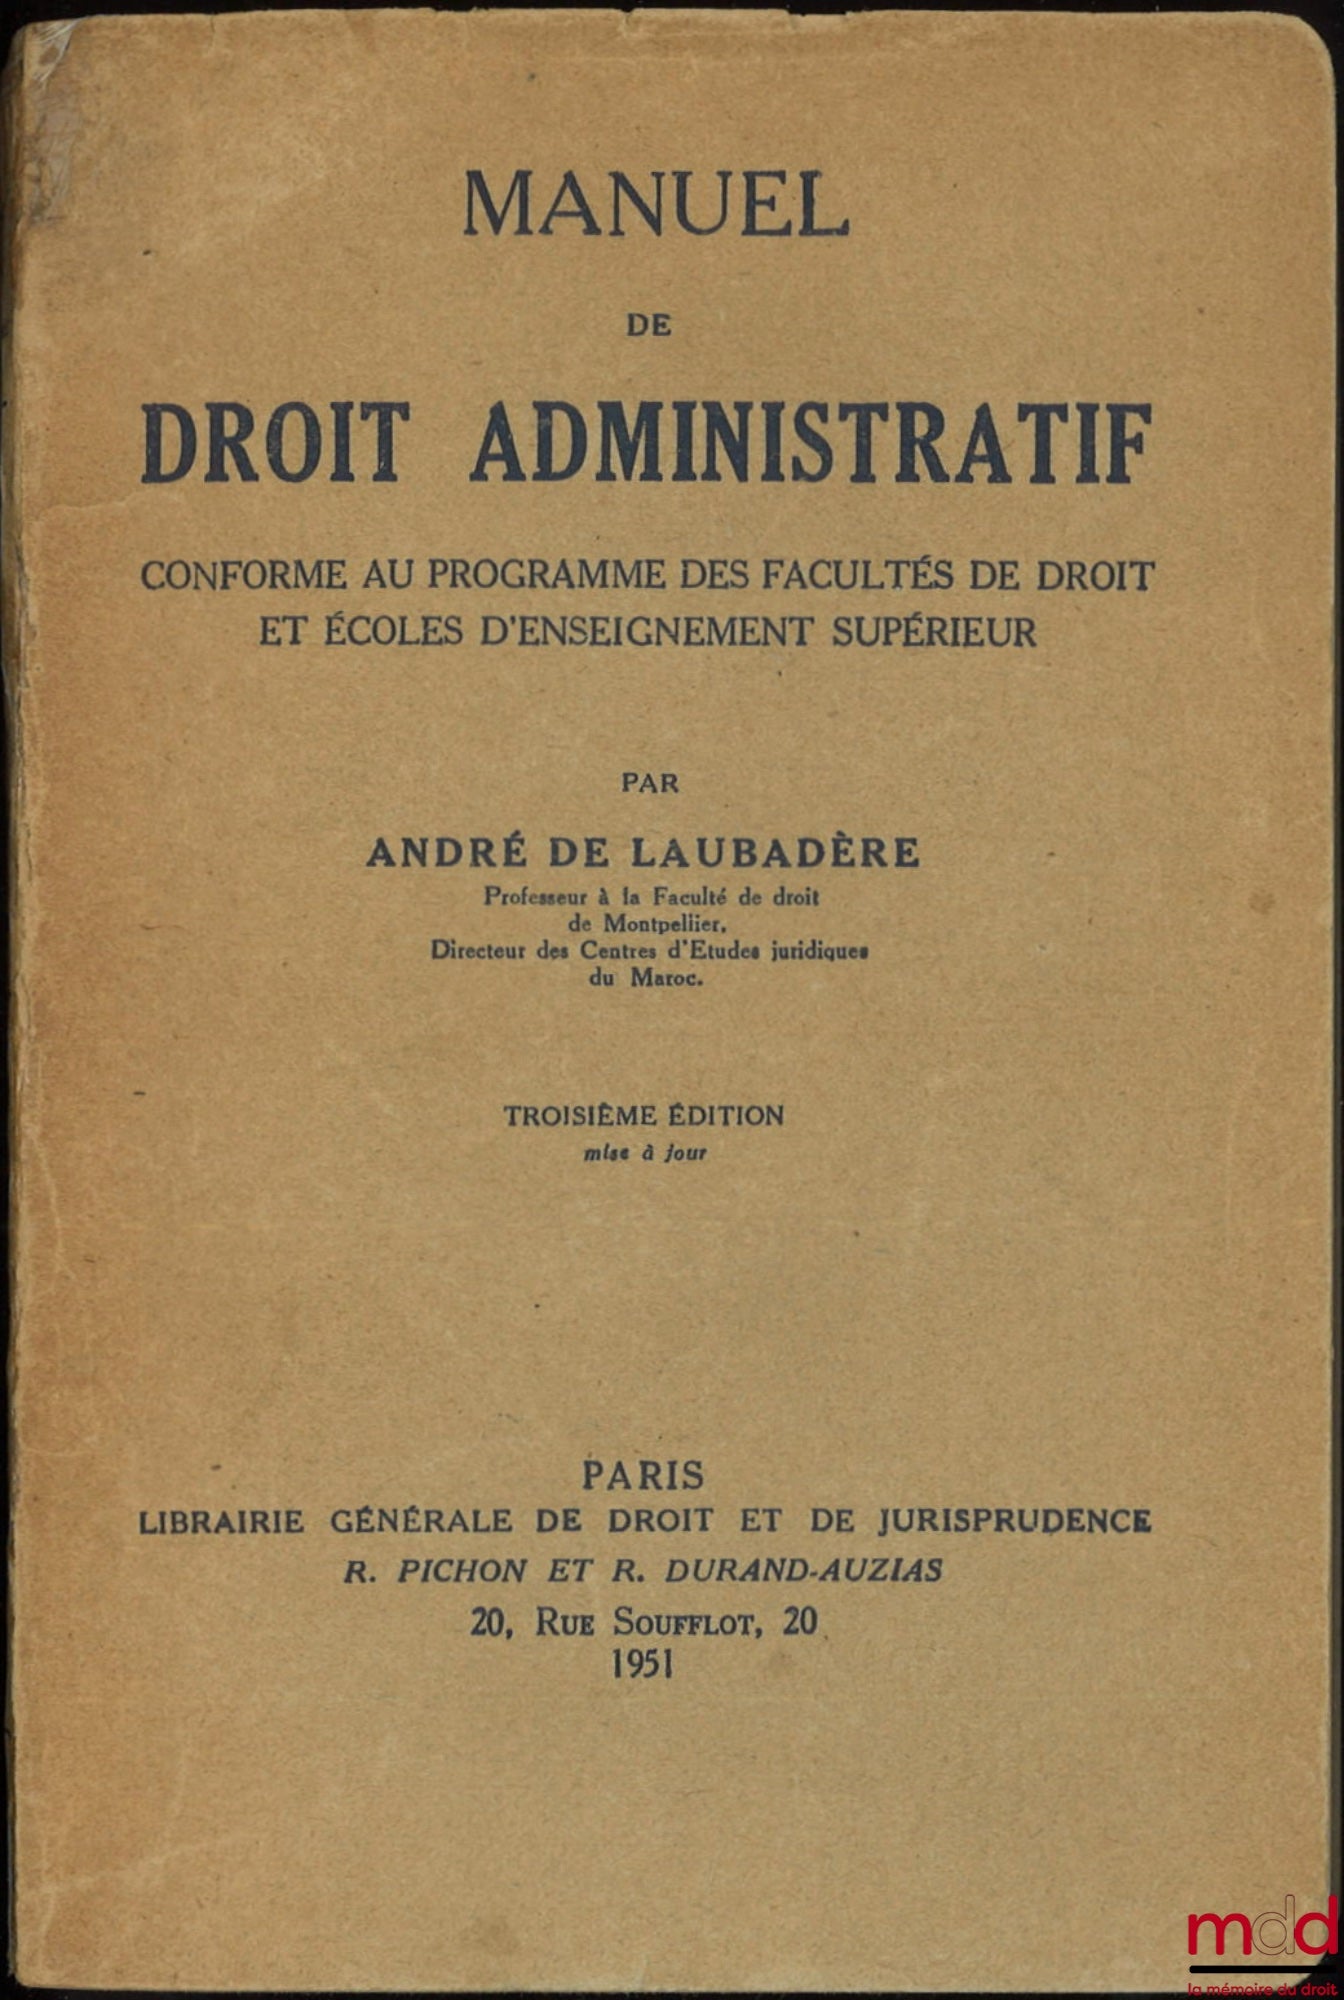 MANUEL
DE
DROIT ADMINISTRATIF
CONFORME AU PROGRAMME DES FACULTÉS DE DROIT
ET ÉCOLES D'ENSEIGNEMENT SUPÉRIEUR
PAR
ANDRÉ DE LAUBADÈRE
Professeur à la Faculté de droit
de Montpellier,
Directeur des Centres d'Etudes juridiques
du Maroc.
TROISIÈME ÉDITION
mise à jour
PARIS
LIBRAIRIE GÉNÉRALE DE DROIT ET DE JURISPRUDENCE
R. PICHON ET R. DURAND-AUZIAS
20, RUE SOUFFLOT, 20
1951
mdd
la mémoire du droit